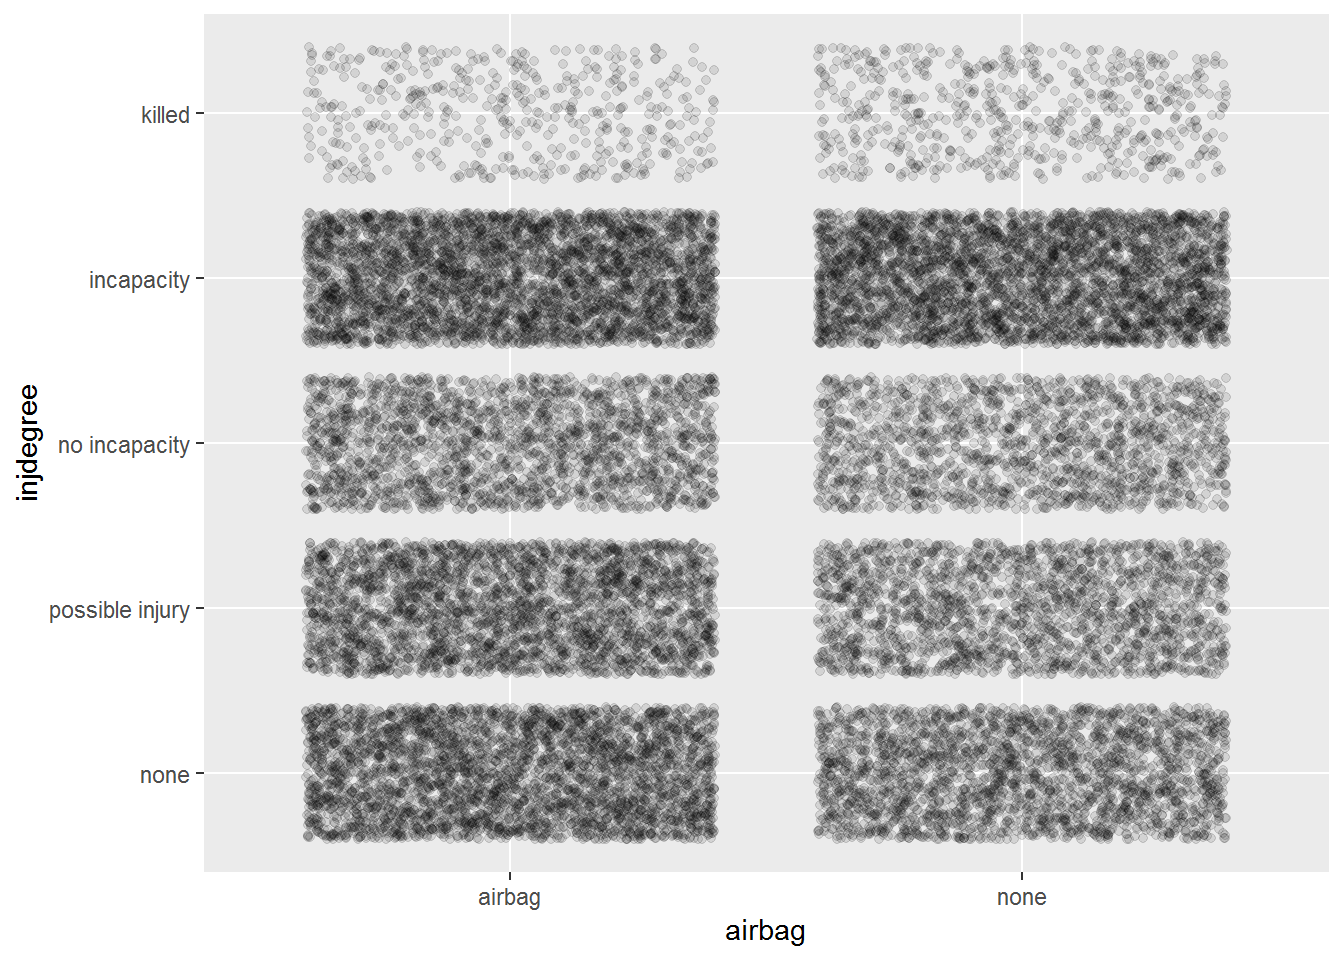 killed
incapacity
no incapacity
possible injury
none
injdegree
airbag
none
airbag